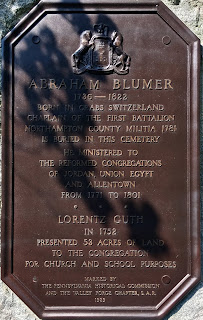 ABRAHAM BLUMER
1736—1822
BORN IN GRABS SWITZERLAND
CHAPLAIN OF THE FIRST BATTALION
NORTHAMPTON COUNTY MILITIA 1781
IS BURIED IN THIS CEMETERY
HE MINISTERED TO
THE REFORMED CONGREGATIONS
OF JORDAN, UNION EGYPT
AND ALLENTOWN
FROM 1771 TO 1801
LORENTZ GUTH
IN 1752
PRESENTED 53 ACRES OF LAND
TO THE CONGREGATION
FOR CHURCH AND SCHOOL PURPOSES
MARKED BY
THE PENNSYLVANIA HISTORICAL COMMISSION
AND THE VALLEY FORGE CHAPTER, S.A.R.